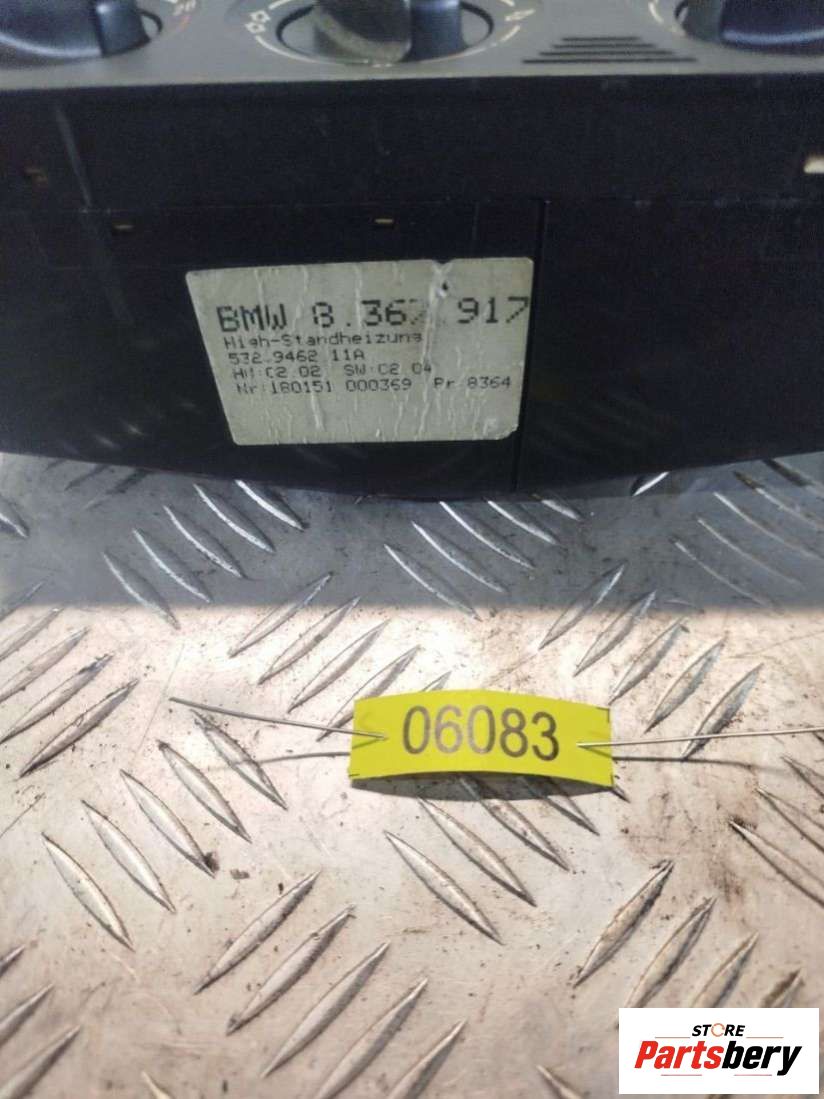 BMW 8.367.917
High-Standheizung
532.9462 11A
HW:C2.02 SW:C2.04
Nr:180151 000369 Pr:8364
06083
STORE
Partsbery